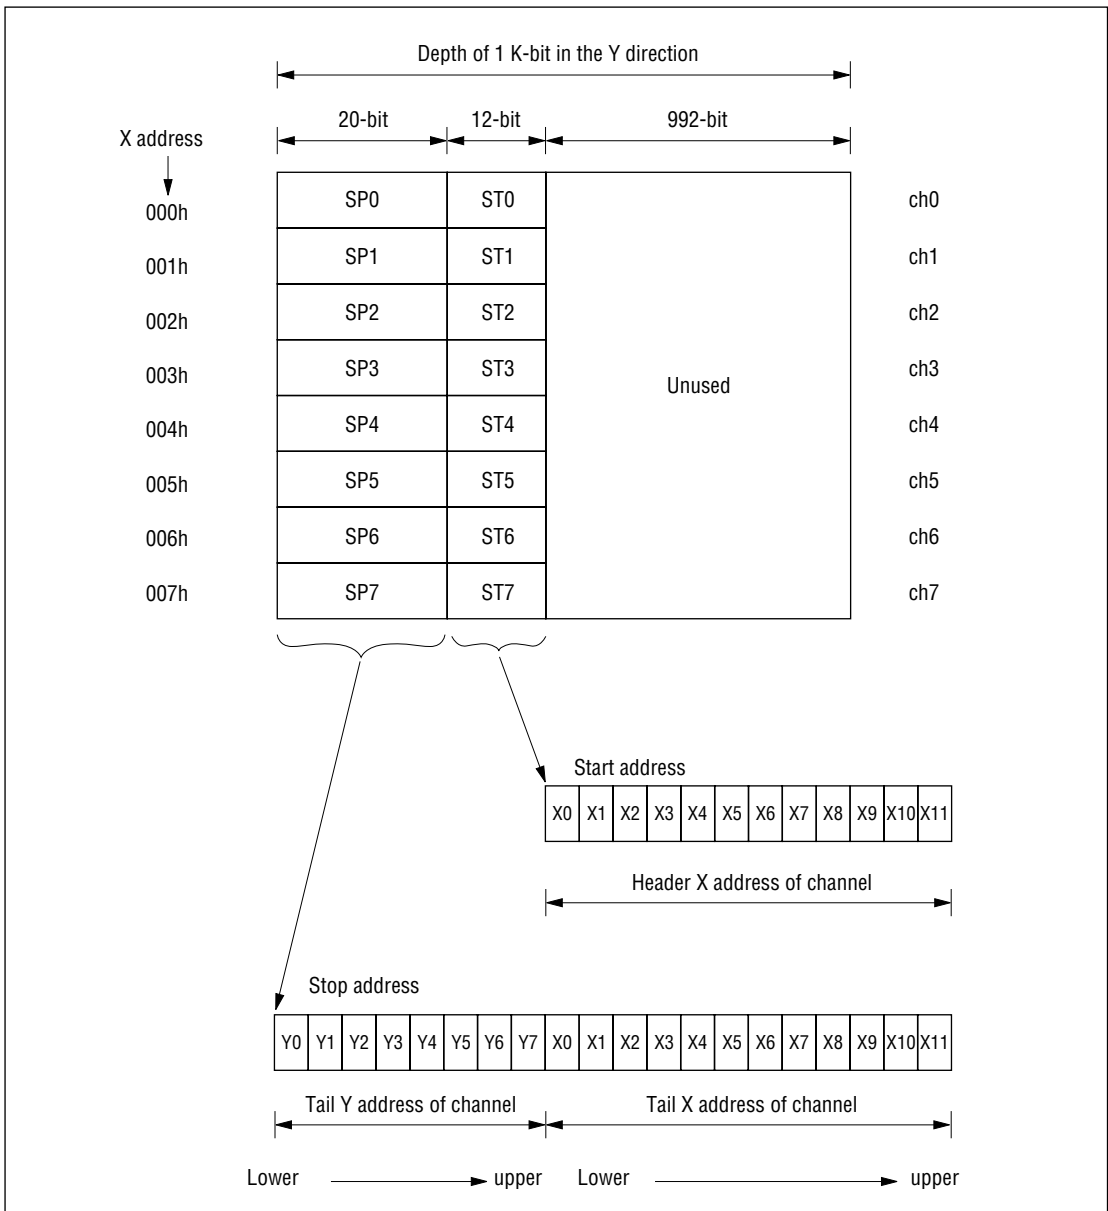 Depth of 1 K-bit in the Y direction
20-bit 12-bit 992-bit
X address
000h SP0 ST0 ch0
001h SP1 ST1 ch1
002h SP2 ST2 ch2
003h SP3 ST3 Unused ch3
004h SP4 ST4 ch4
005h SP5 ST5 ch5
006h SP6 ST6 ch6
007h SP7 ST7 ch7
Start address
X0 X1 X2 X3 X4 X5 X6 X7 X8 X9 X10 X11
Header X address of channel
Stop address
Y0 Y1 Y2 Y3 Y4 Y5 Y6 Y7 X0 X1 X2 X3 X4 X5 X6 X7 X8 X9 X10 X11
Tail Y address of channel Tail X address of channel
Lower upper Lower upper